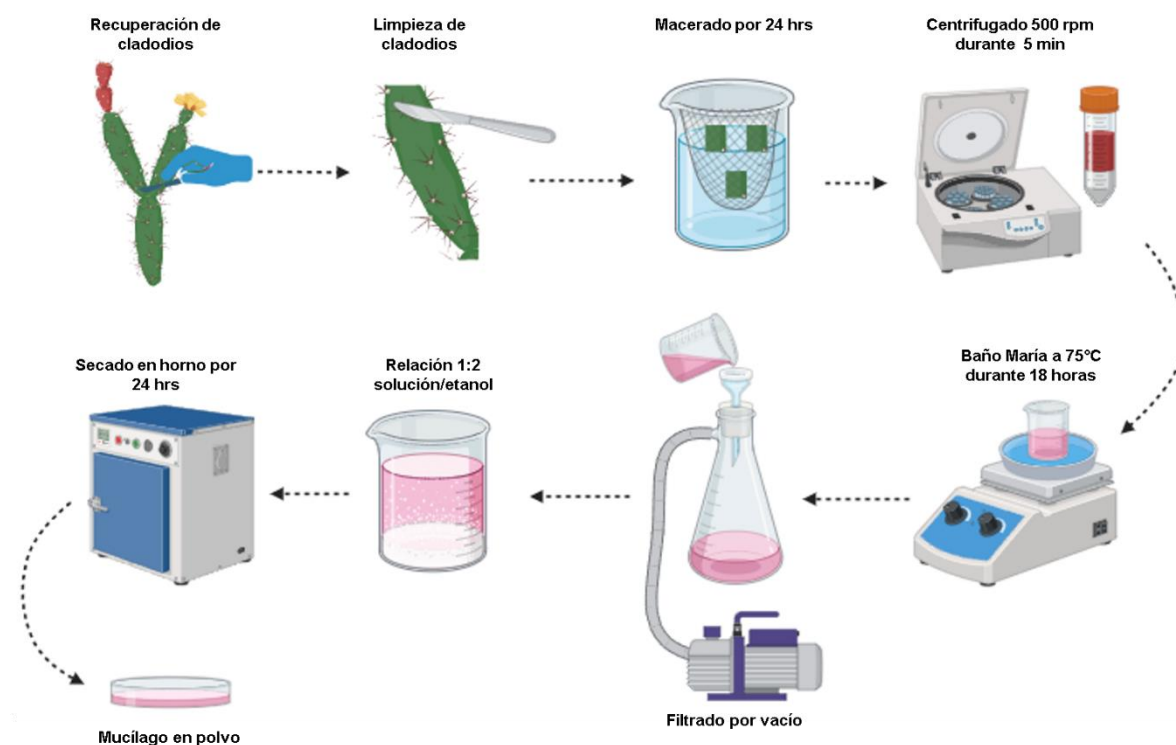 Recuperación de
cladodios
Limpieza de
cladodios
Macerado por 24 hrs
Centrifugado 500 rpm
durante 5 min
Baño María a 75°C
durante 18 horas
Filtrado por vacío
Relación 1:2
solución/etanol
Secado en horno por
24 hrs
Mucílago en polvo